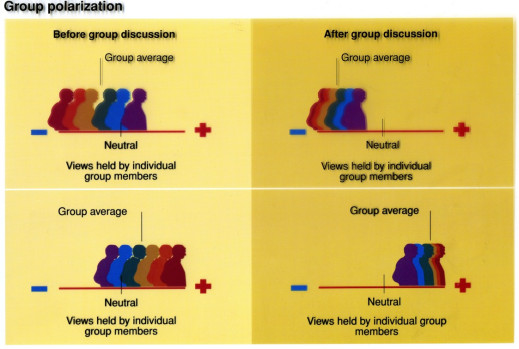 Group polarization
Before group discussion
Group average
Neutral
Views held by individual
group members
After group discussion
Group average
Neutral
Views held by individual
group members
Group average
Neutral
Views held by individual
group members
Group average
Neutral
Views held by individual group
members